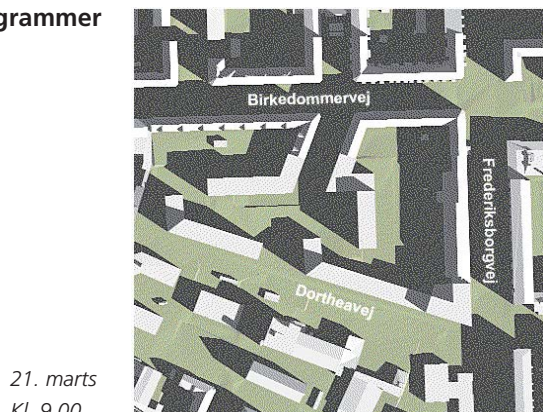 grammer
Birkedommervej
Frederiksborgvej
Dortheavej
21. marts
Kl. 9.00